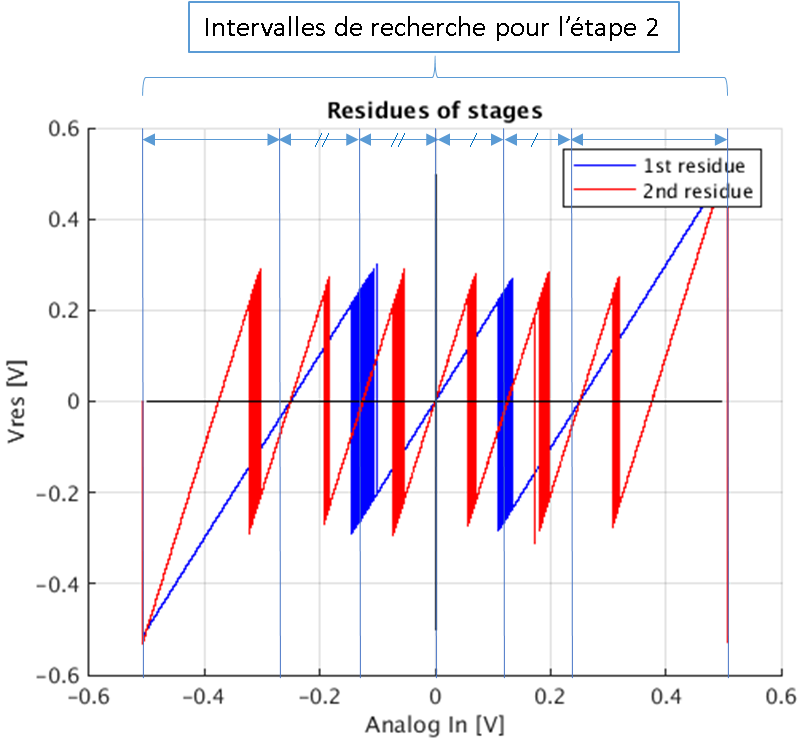 Intervalles de recherche pour l'étape 2
Residues of stages
1st residue
2nd residue
0.6
0.4
0.2
0
−0.2
−0.4
−0.6
Vres [V]
−0.6 −0.4 −0.2 0 0.2 0.4 0.6
Analog In [V]